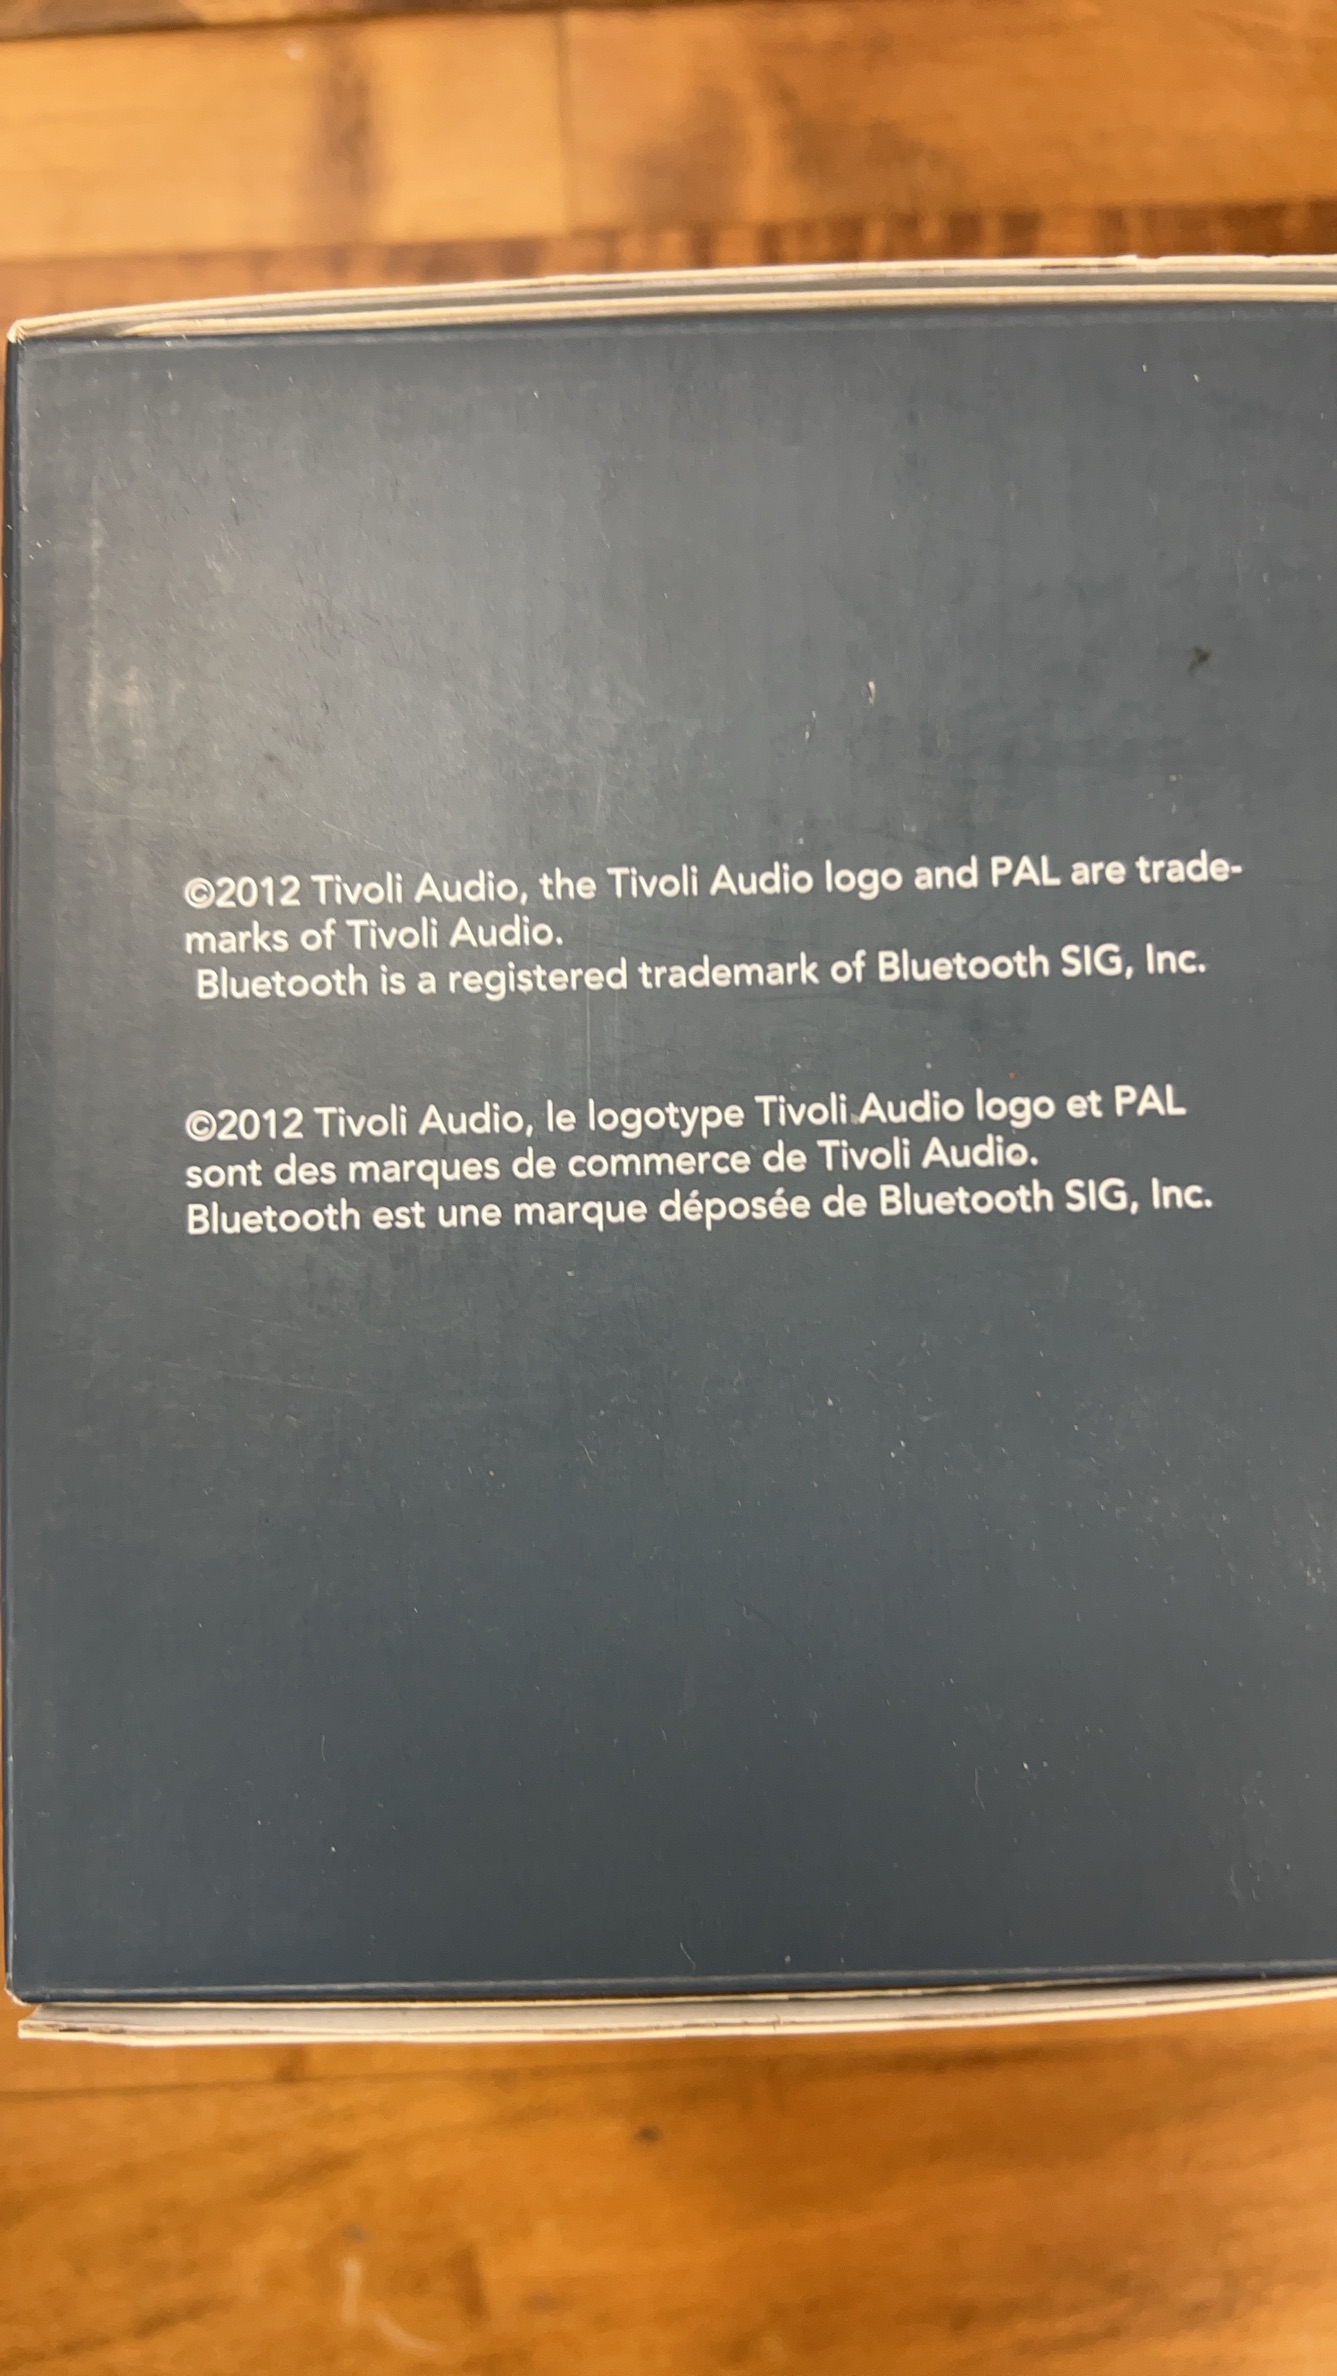 ©2012 Tivoli Audio, the Tivoli Audio logo and PAL are trade-
marks of Tivoli Audio.
Bluetooth is a registered trademark of Bluetooth SIG, Inc.
©2012 Tivoli Audio, le logotype Tivoli Audio logo et PAL
sont des marques de commerce de Tivoli Audio.
Bluetooth est une marque déposée de Bluetooth SIG, Inc.